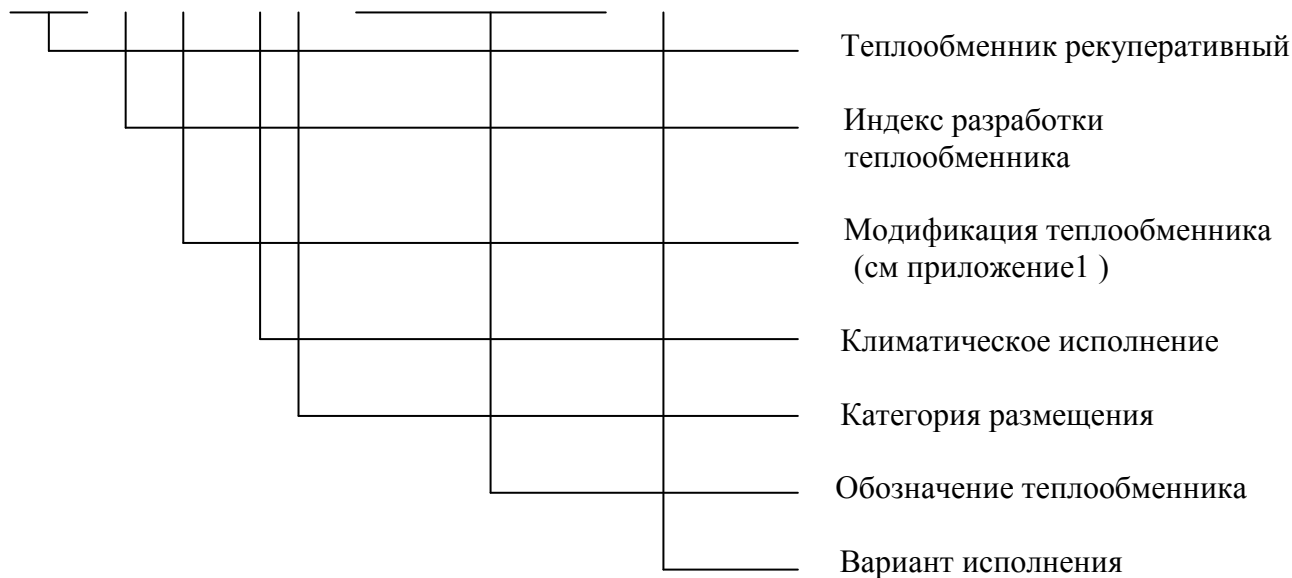 Теплообменник рекуперативный
Индекс разработки
теплообменника
Модификация теплообменника
(см приложение1 )
Климатическое исполнение
Категория размещения
Обозначение теплообменника
Вариант исполнения